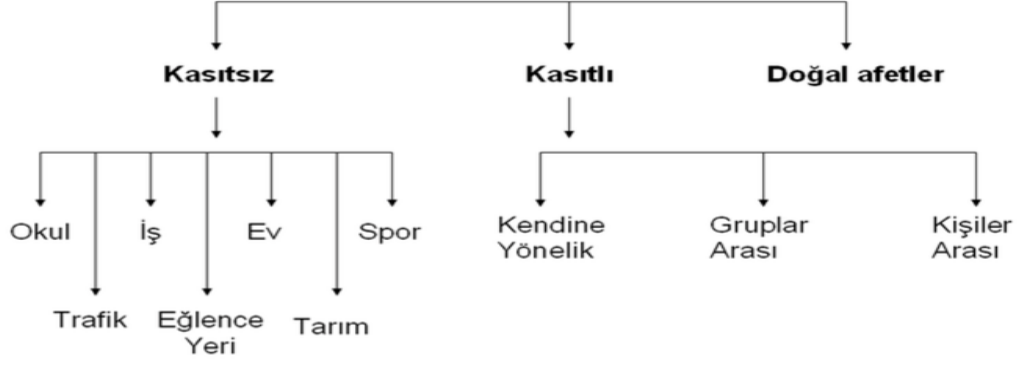 Kasıtsız
Kasıtlı
Doğal afetler
Okul
İş
Ev
Spor
Trafik
Eğlence
Yeri
Tarım
Kendine
Yönelik
Gruplar
Arası
Kişiler
Arası